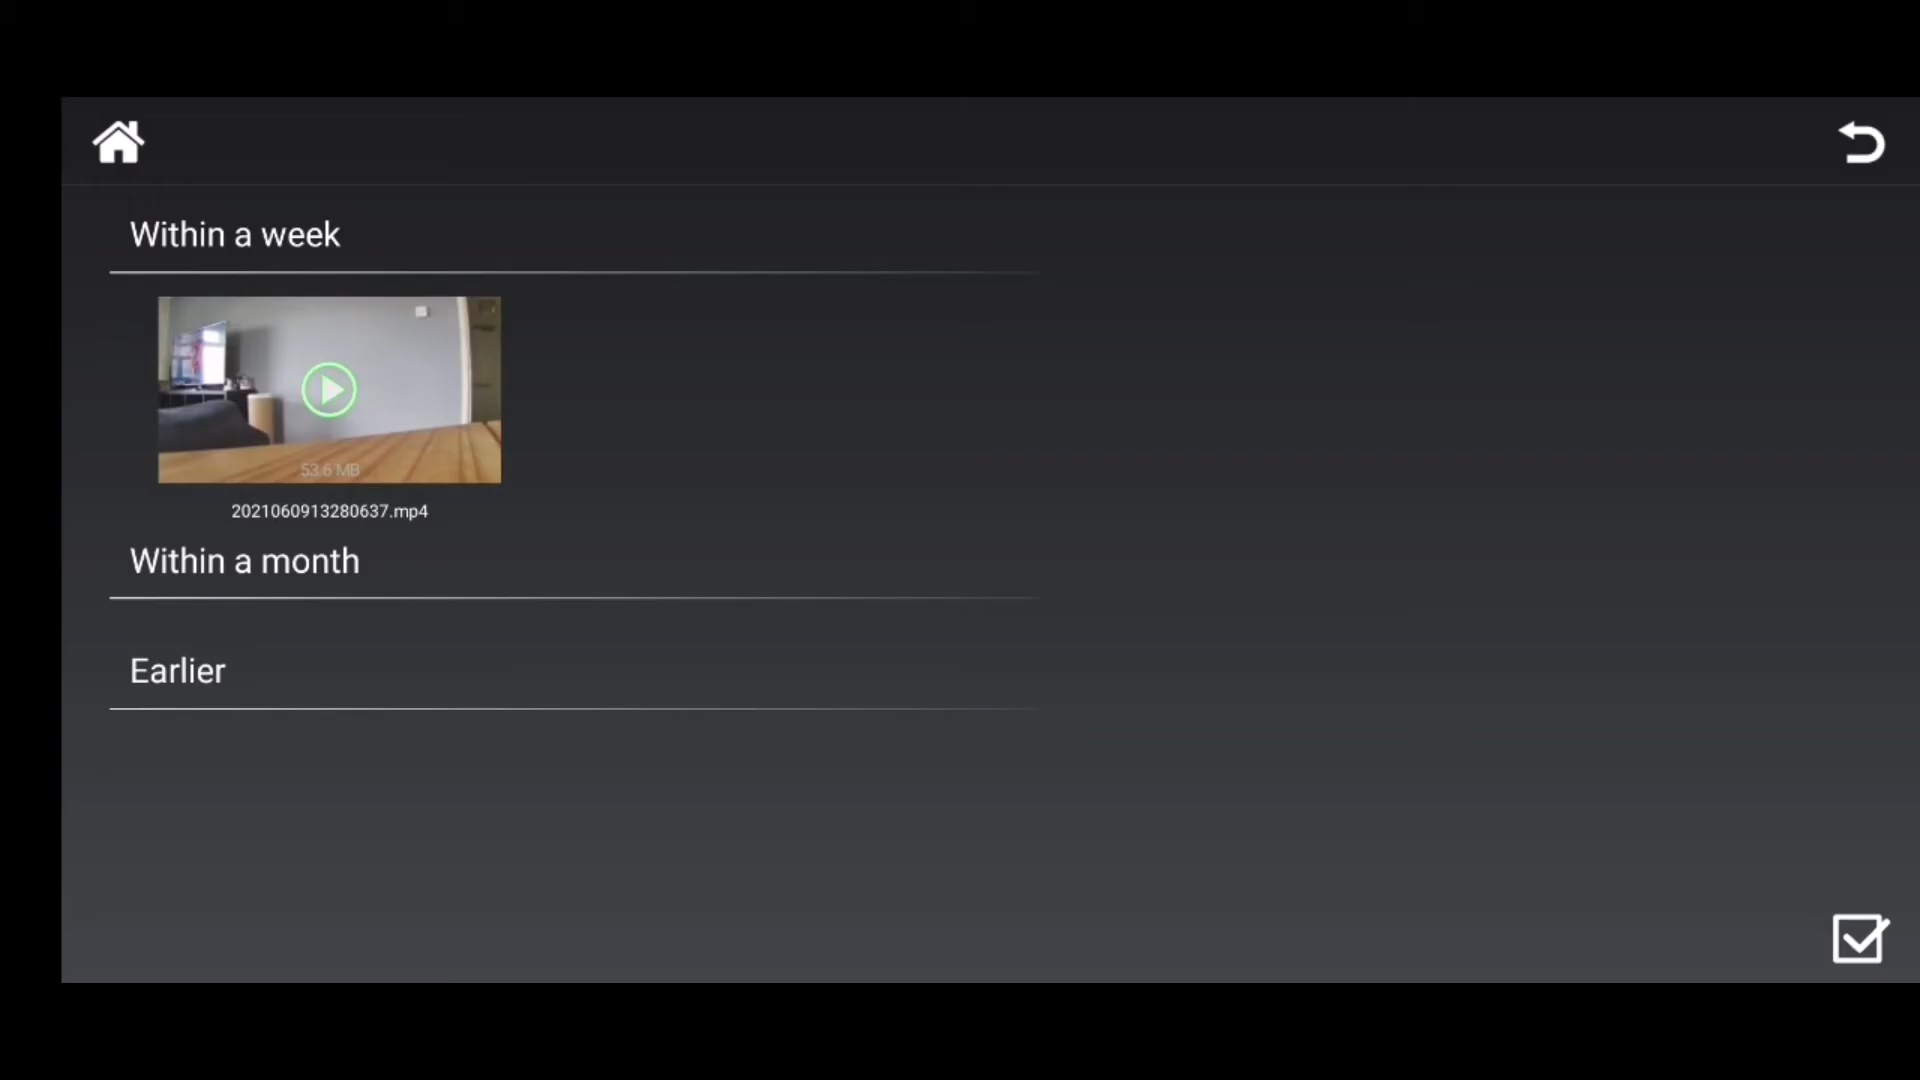 Within a week
53.6 MB
2021060913280637.mp4
Within a month
Earlier